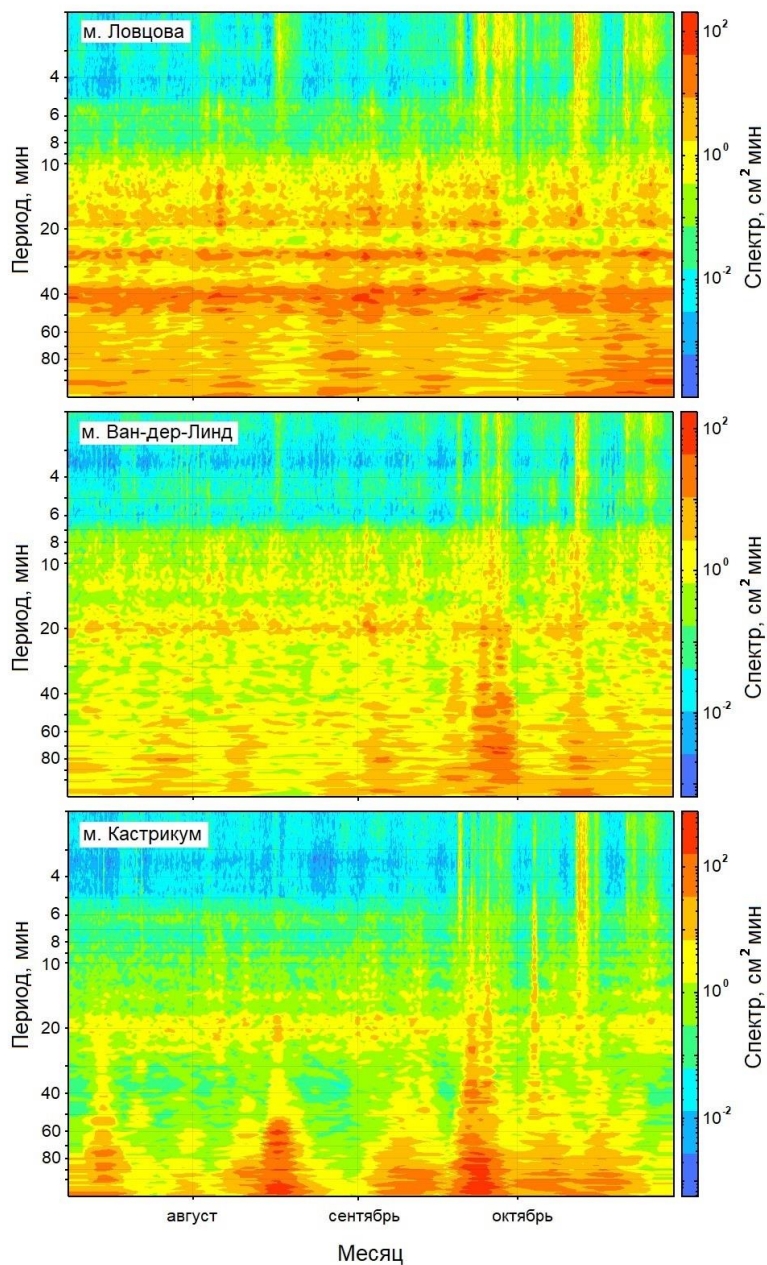 м. Ловцова
4
6
8
10
20
40
60
80
Период, мин
10²
10⁰
10⁻²
Спектр, см² мин
м. Ван-дер-Линд
4
6
8
10
20
40
60
80
Период, мин
10²
10⁰
10⁻²
Спектр, см² мин
м. Кастрикум
4
6
8
10
20
40
60
80
Период, мин
10²
10⁰
10⁻²
Спектр, см² мин
август
сентябрь
октябрь
Месяц